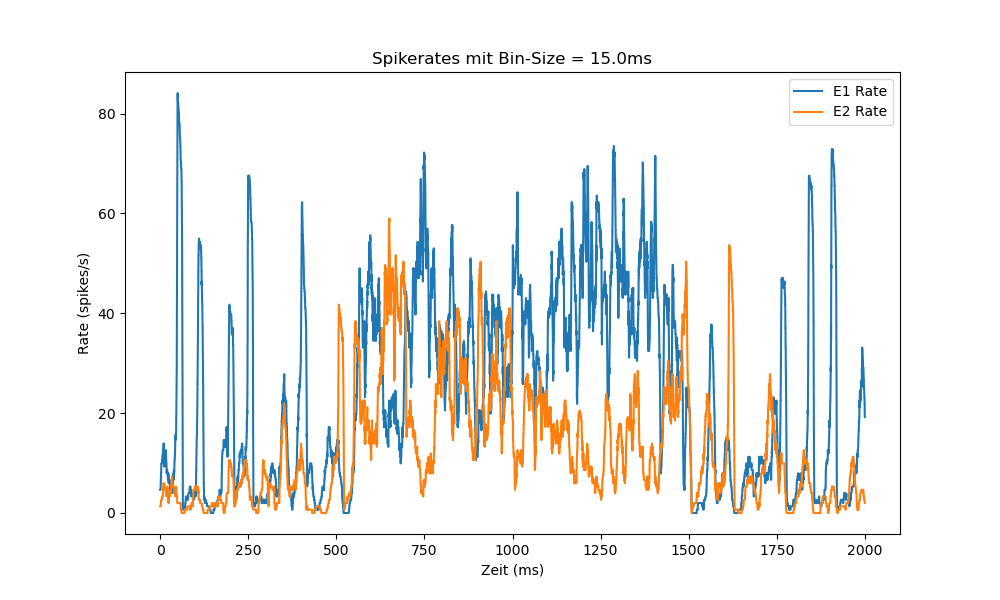 Spikerates mit Bin-Size = 15.0ms
E1 Rate
E2 Rate
80
60
40
20
0
Rate (spikes/s)
0 250 500 750 1000 1250 1500 1750 2000
Zeit (ms)